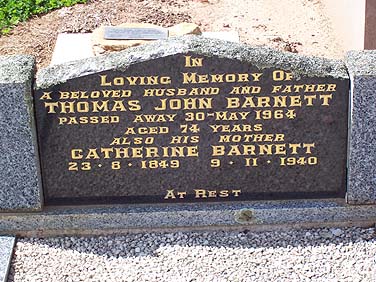 In
Loving Memory Of
A beloved husband and father
Thomas John Barnett
Passed away 30th May 1964
Aged 74 years
Also his mother
Catherine Barnett
23 · 8 · 1849 9 · 11 · 1940
At Rest